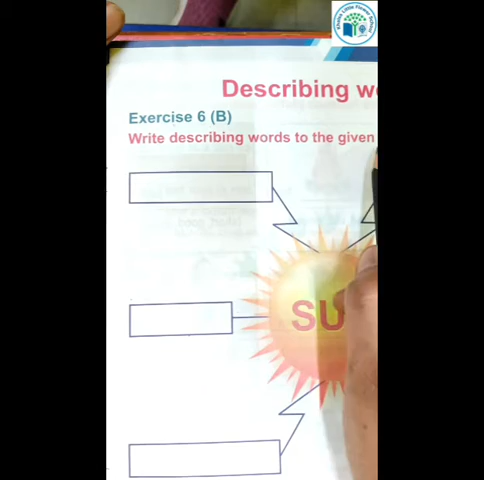 Describing w
Exercise 6 (B)
Write describing words to the given
SU